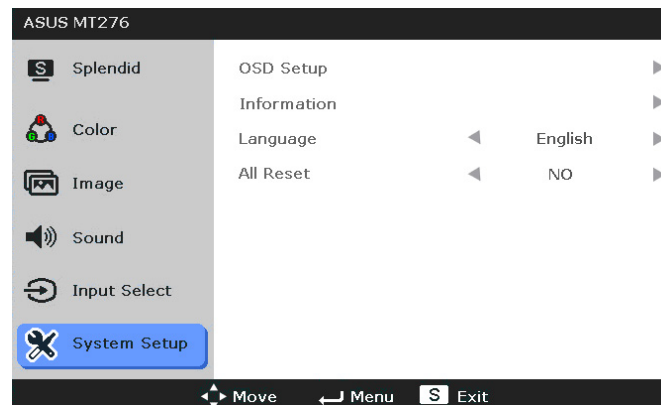 ASUS MT276
S Splendid
Color
Image
Sound
Input Select
System Setup
OSD Setup
Information
Language English
All Reset NO
Move Menu S Exit